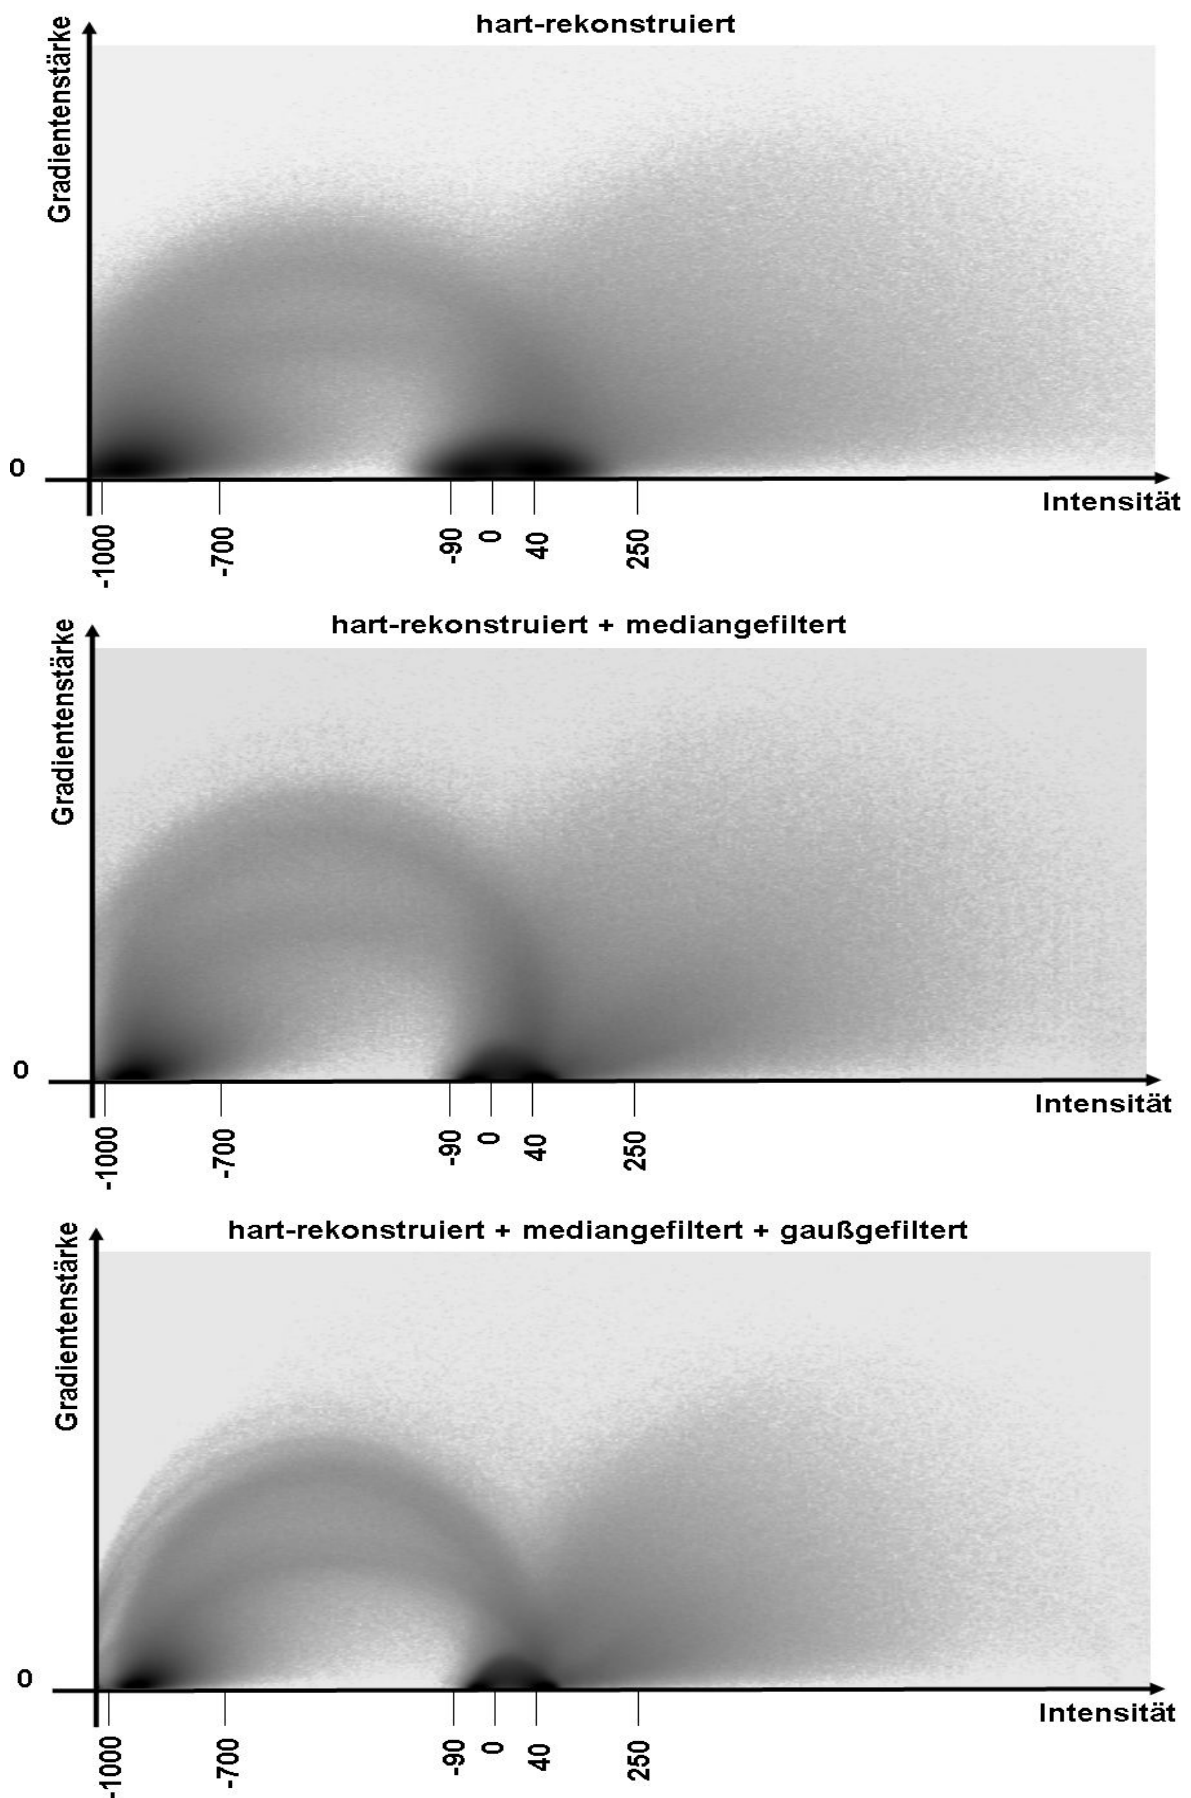 hart-rekonstruiert
Gradientenstärke
0
Intensität
-1000
-700
-90
0
40
250
hart-rekonstruiert + mediangefiltert
Gradientenstärke
0
Intensität
-1000
-700
-90
0
40
250
hart-rekonstruiert + mediangefiltert + gaußgefiltert
Gradientenstärke
0
Intensität
-1000
-700
-90
0
40
250